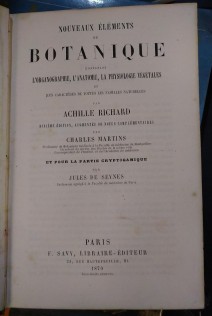 NOUVEAUX ÉLÉMENTS
DE
BOTANIQUE
CONTENANT
L'ORGANOGRAPHIE, L'ANATOMIE, LA PHYSIOLOGIE VÉGÉTALES
ET
LES CARACTÈRES DE TOUTES LES FAMILLES NATURELLES
PAR
ACHILLE RICHARD
ÉDITION, AUGMENTÉE DE NOTES COMPLÉMENTAIRES
PAR
CHARLES MARTINS
ET POUR LA PARTIE CRYPTOGAMIQUE
PAR
JULES DE SEYNES
PARIS
F. SAVY, LIBRAIRE-ÉDITEUR
RUE HAUTEFEUILLE